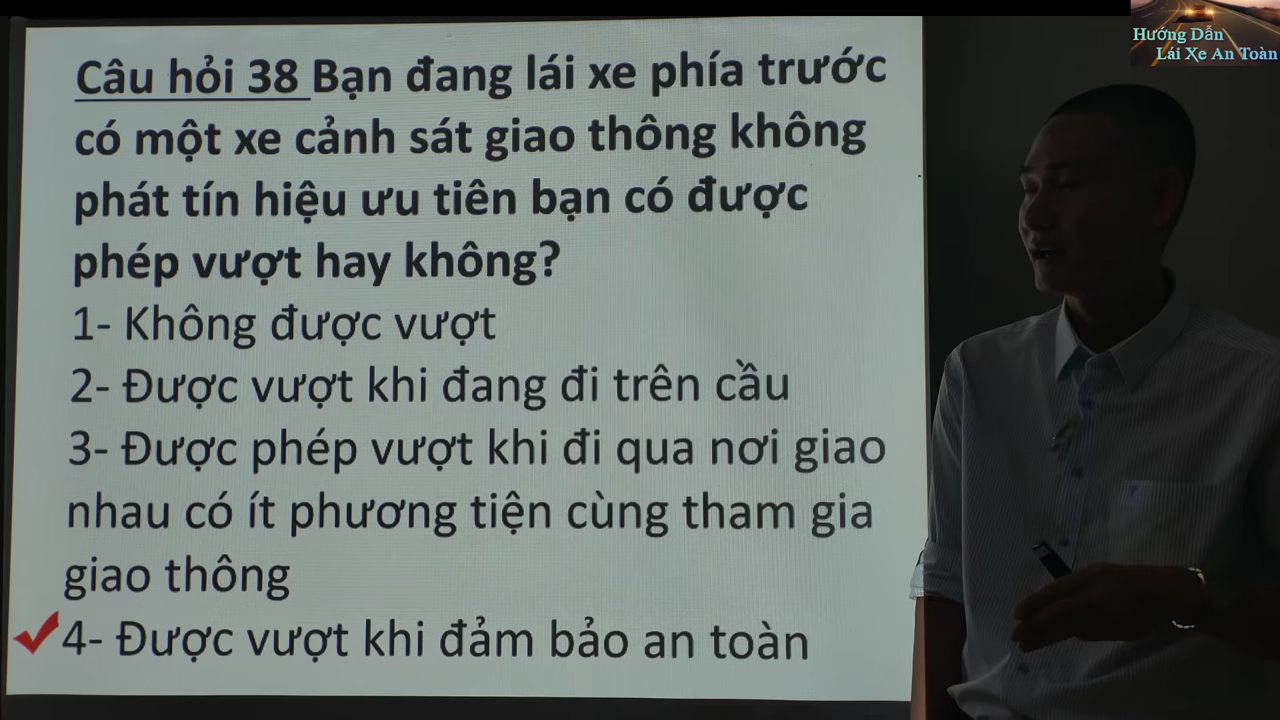 Hướng Dẫn
Lái Xe An Toàn
Câu hỏi 38 Bạn đang lái xe phía trước
có một xe cảnh sát giao thông không
phát tín hiệu ưu tiên bạn có được
phép vượt hay không?
1- Không được vượt
2- Được vượt khi đang đi trên cầu
3- Được phép vượt khi đi qua nơi giao
nhau có ít phương tiện cùng tham gia
giao thông
4- Được vượt khi đảm bảo an toàn